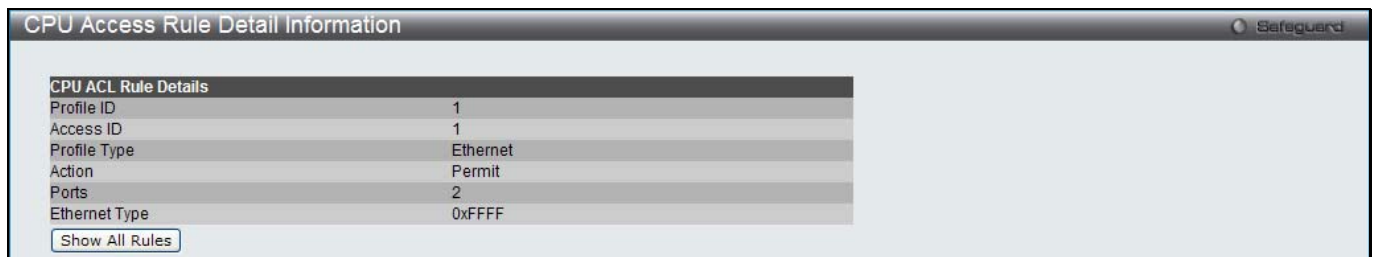 CPU Access Rule Detail Information
Safeguard
CPU ACL Rule Details
Profile ID 1
Access ID 1
Profile Type Ethernet
Action Permit
Ports 2
Ethernet Type 0xFFFF
Show All Rules